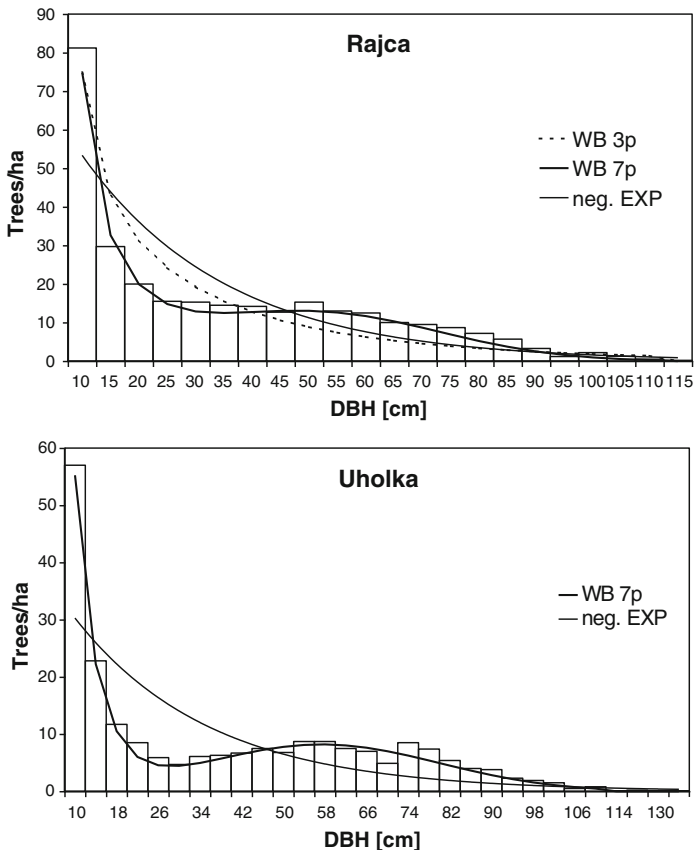 Rajca
90
80
70
60
50
40
30
20
10
0
Trees/ha
WB 3p
WB 7p
neg. EXP
10 15 20 25 30 35 40 45 50 55 60 65 70 75 80 85 90 95 100 105 110 115
DBH [cm]
Uholka
60
50
40
30
20
10
0
Trees/ha
WB 7p
neg. EXP
10 18 26 34 42 50 58 66 74 82 90 98 106 114 130
DBH [cm]